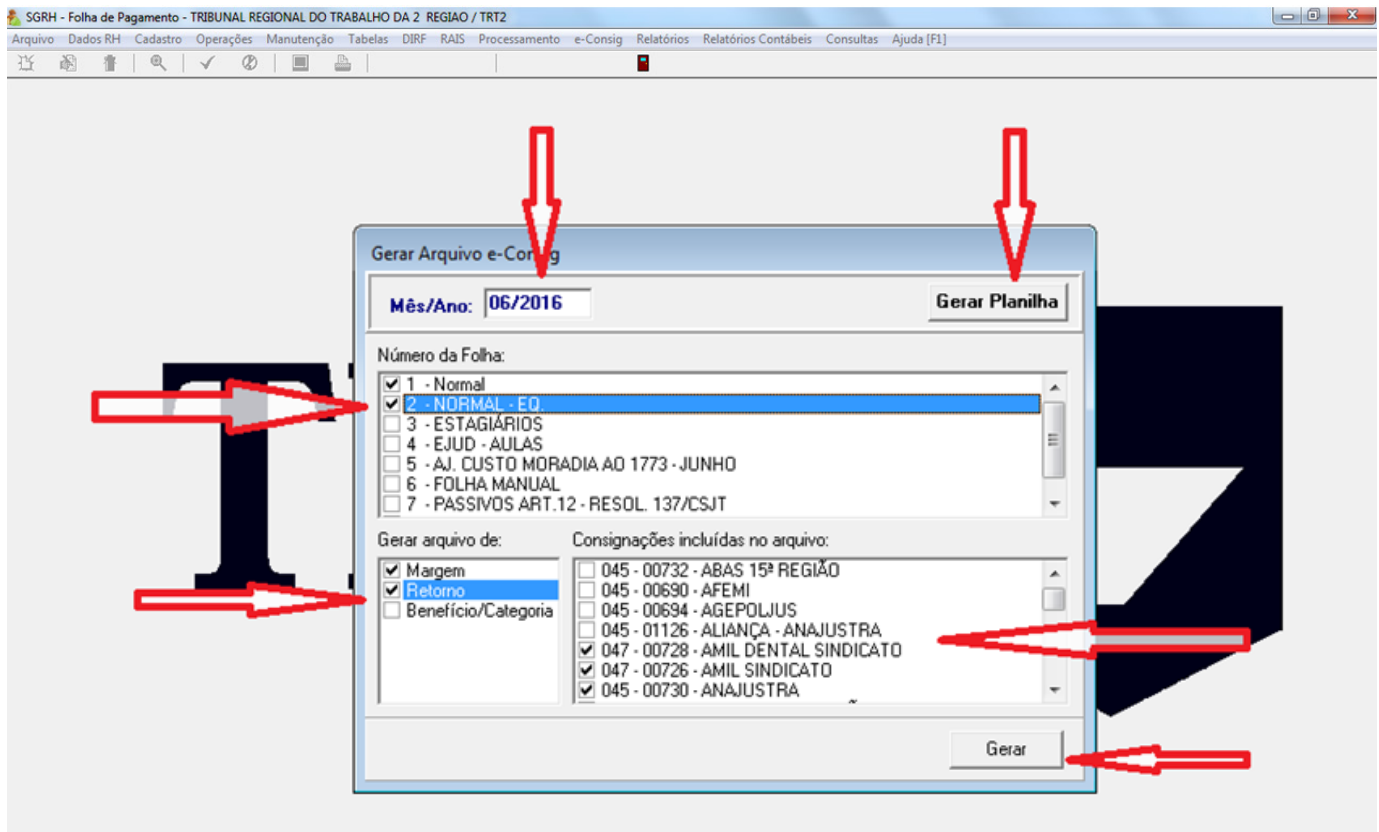 SGRH - Folha de Pagamento - TRIBUNAL REGIONAL DO TRABALHO DA 2 REGIAO / TRT2
Arquivo Dados RH Cadastro Operações Manutenção Tabelas DIRF RAIS Processamento e-Consig Relatórios Relatórios Contábeis Consultas Ajuda [F1]
Gerar Arquivo e-Consig
Mês/Ano: 06/2016 Gerar Planilha
Número da Folha:
1 - Normal
2 - NORMAL - EQ.
3 - ESTAGIÁRIOS
4 - EJUD - AULAS
5 - AJ. CUSTO MORADIA AO 1773 - JUNHO
6 - FOLHA MANUAL
7 - PASSIVOS ART.12 - RESOL. 137/CSJT
Gerar arquivo de:
Margem
Retorno
Benefício/Categoria
Consignações incluídas no arquivo:
045 - 00732 - ABAS 15ª REGIÃO
045 - 00690 - AFEMI
045 - 00694 - AGEPOLJUS
045 - 01126 - ALIANÇA - ANAJUSTRA
047 - 00728 - AMIL DENTAL SINDICATO
047 - 00726 - AMIL SINDICATO
045 - 00730 - ANAJUSTRA
Gerar